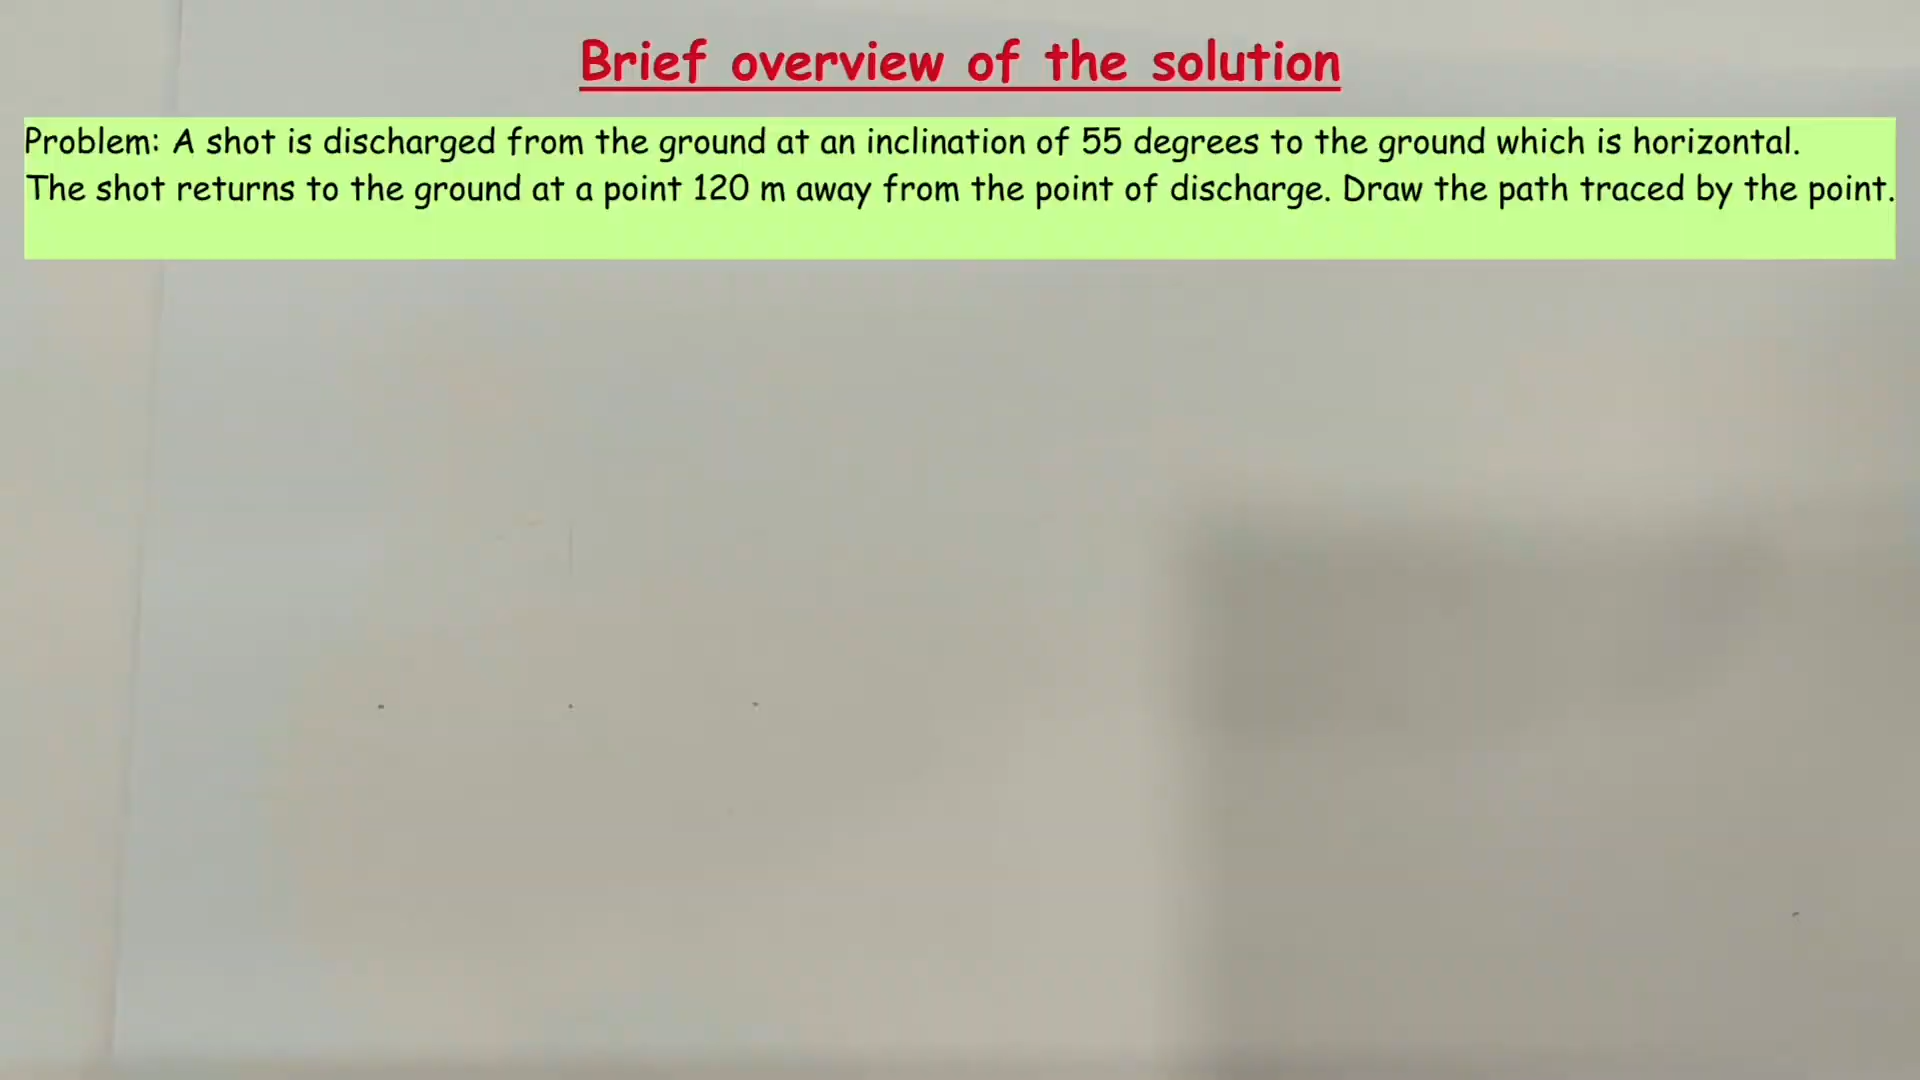 Brief overview of the solution
Problem: A shot is discharged from the ground at an inclination of 55 degrees to the ground which is horizontal.
The shot returns to the ground at a point 120 m away from the point of discharge. Draw the path traced by the point.